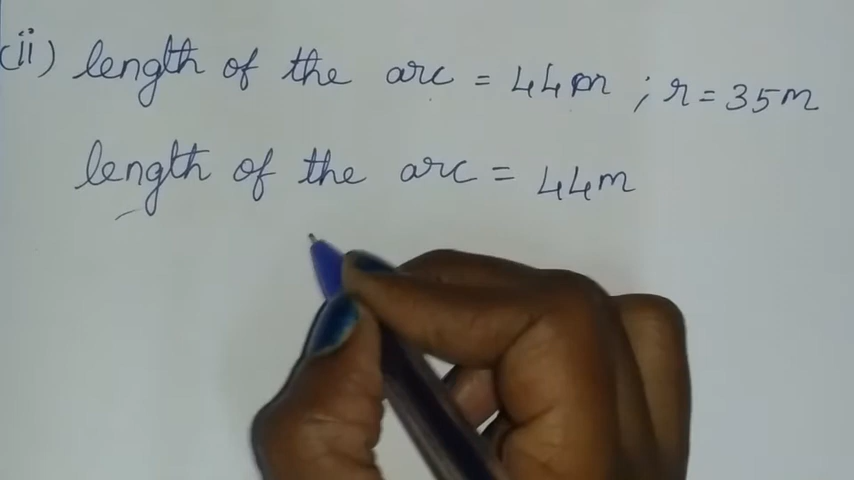 (ii) length of the arc = 44m ; r = 35m
length of the arc = 44m